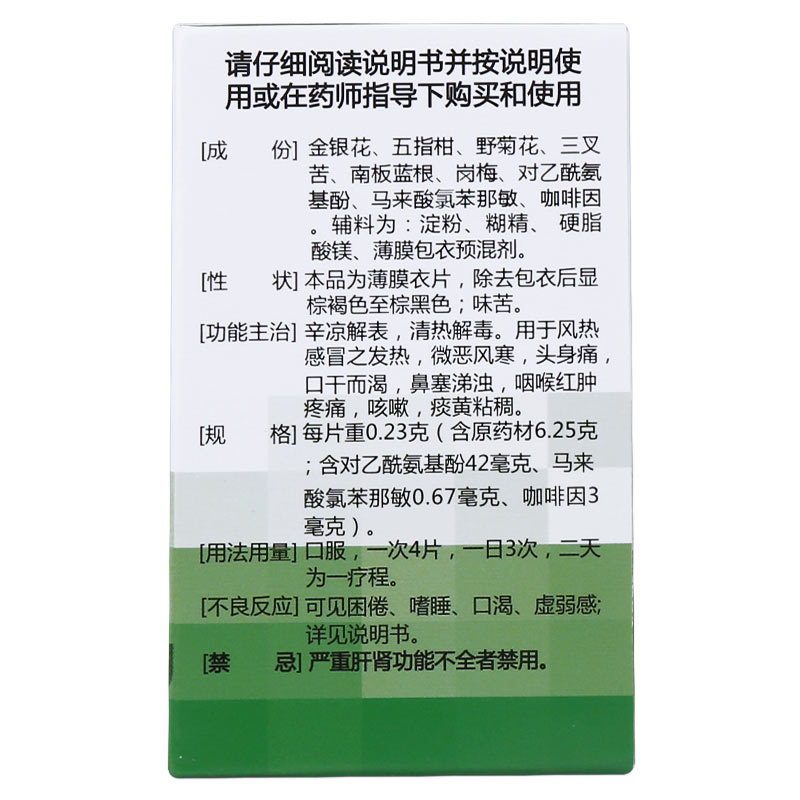 请仔细阅读说明书并按说明使
用或在药师指导下购买和使用
[成 份] 金银花、五指柑、野菊花、三叉
苦、南板蓝根、岗梅、对乙酰氨
基酚、马来酸氯苯那敏、咖啡因
。辅料为：淀粉、糊精、 硬脂
酸镁、薄膜包衣预混剂。
[性 状] 本品为薄膜衣片，除去包衣后显
棕褐色至棕黑色；味苦。
[功能主治] 辛凉解表，清热解毒。用于风热
感冒之发热，微恶风寒，头身痛，
口干而渴，鼻塞涕浊，咽喉红肿
疼痛，咳嗽，痰黄粘稠。
[规 格] 每片重0.23克（含原药材6.25克
；含对乙酰氨基酚42毫克、马来
酸氯苯那敏0.67毫克、咖啡因3
毫克）。
[用法用量] 口服，一次4片，一日3次，二天
为一疗程。
[不良反应] 可见困倦、嗜睡、口渴、虚弱感;
详见说明书。
[禁 忌] 严重肝肾功能不全者禁用。